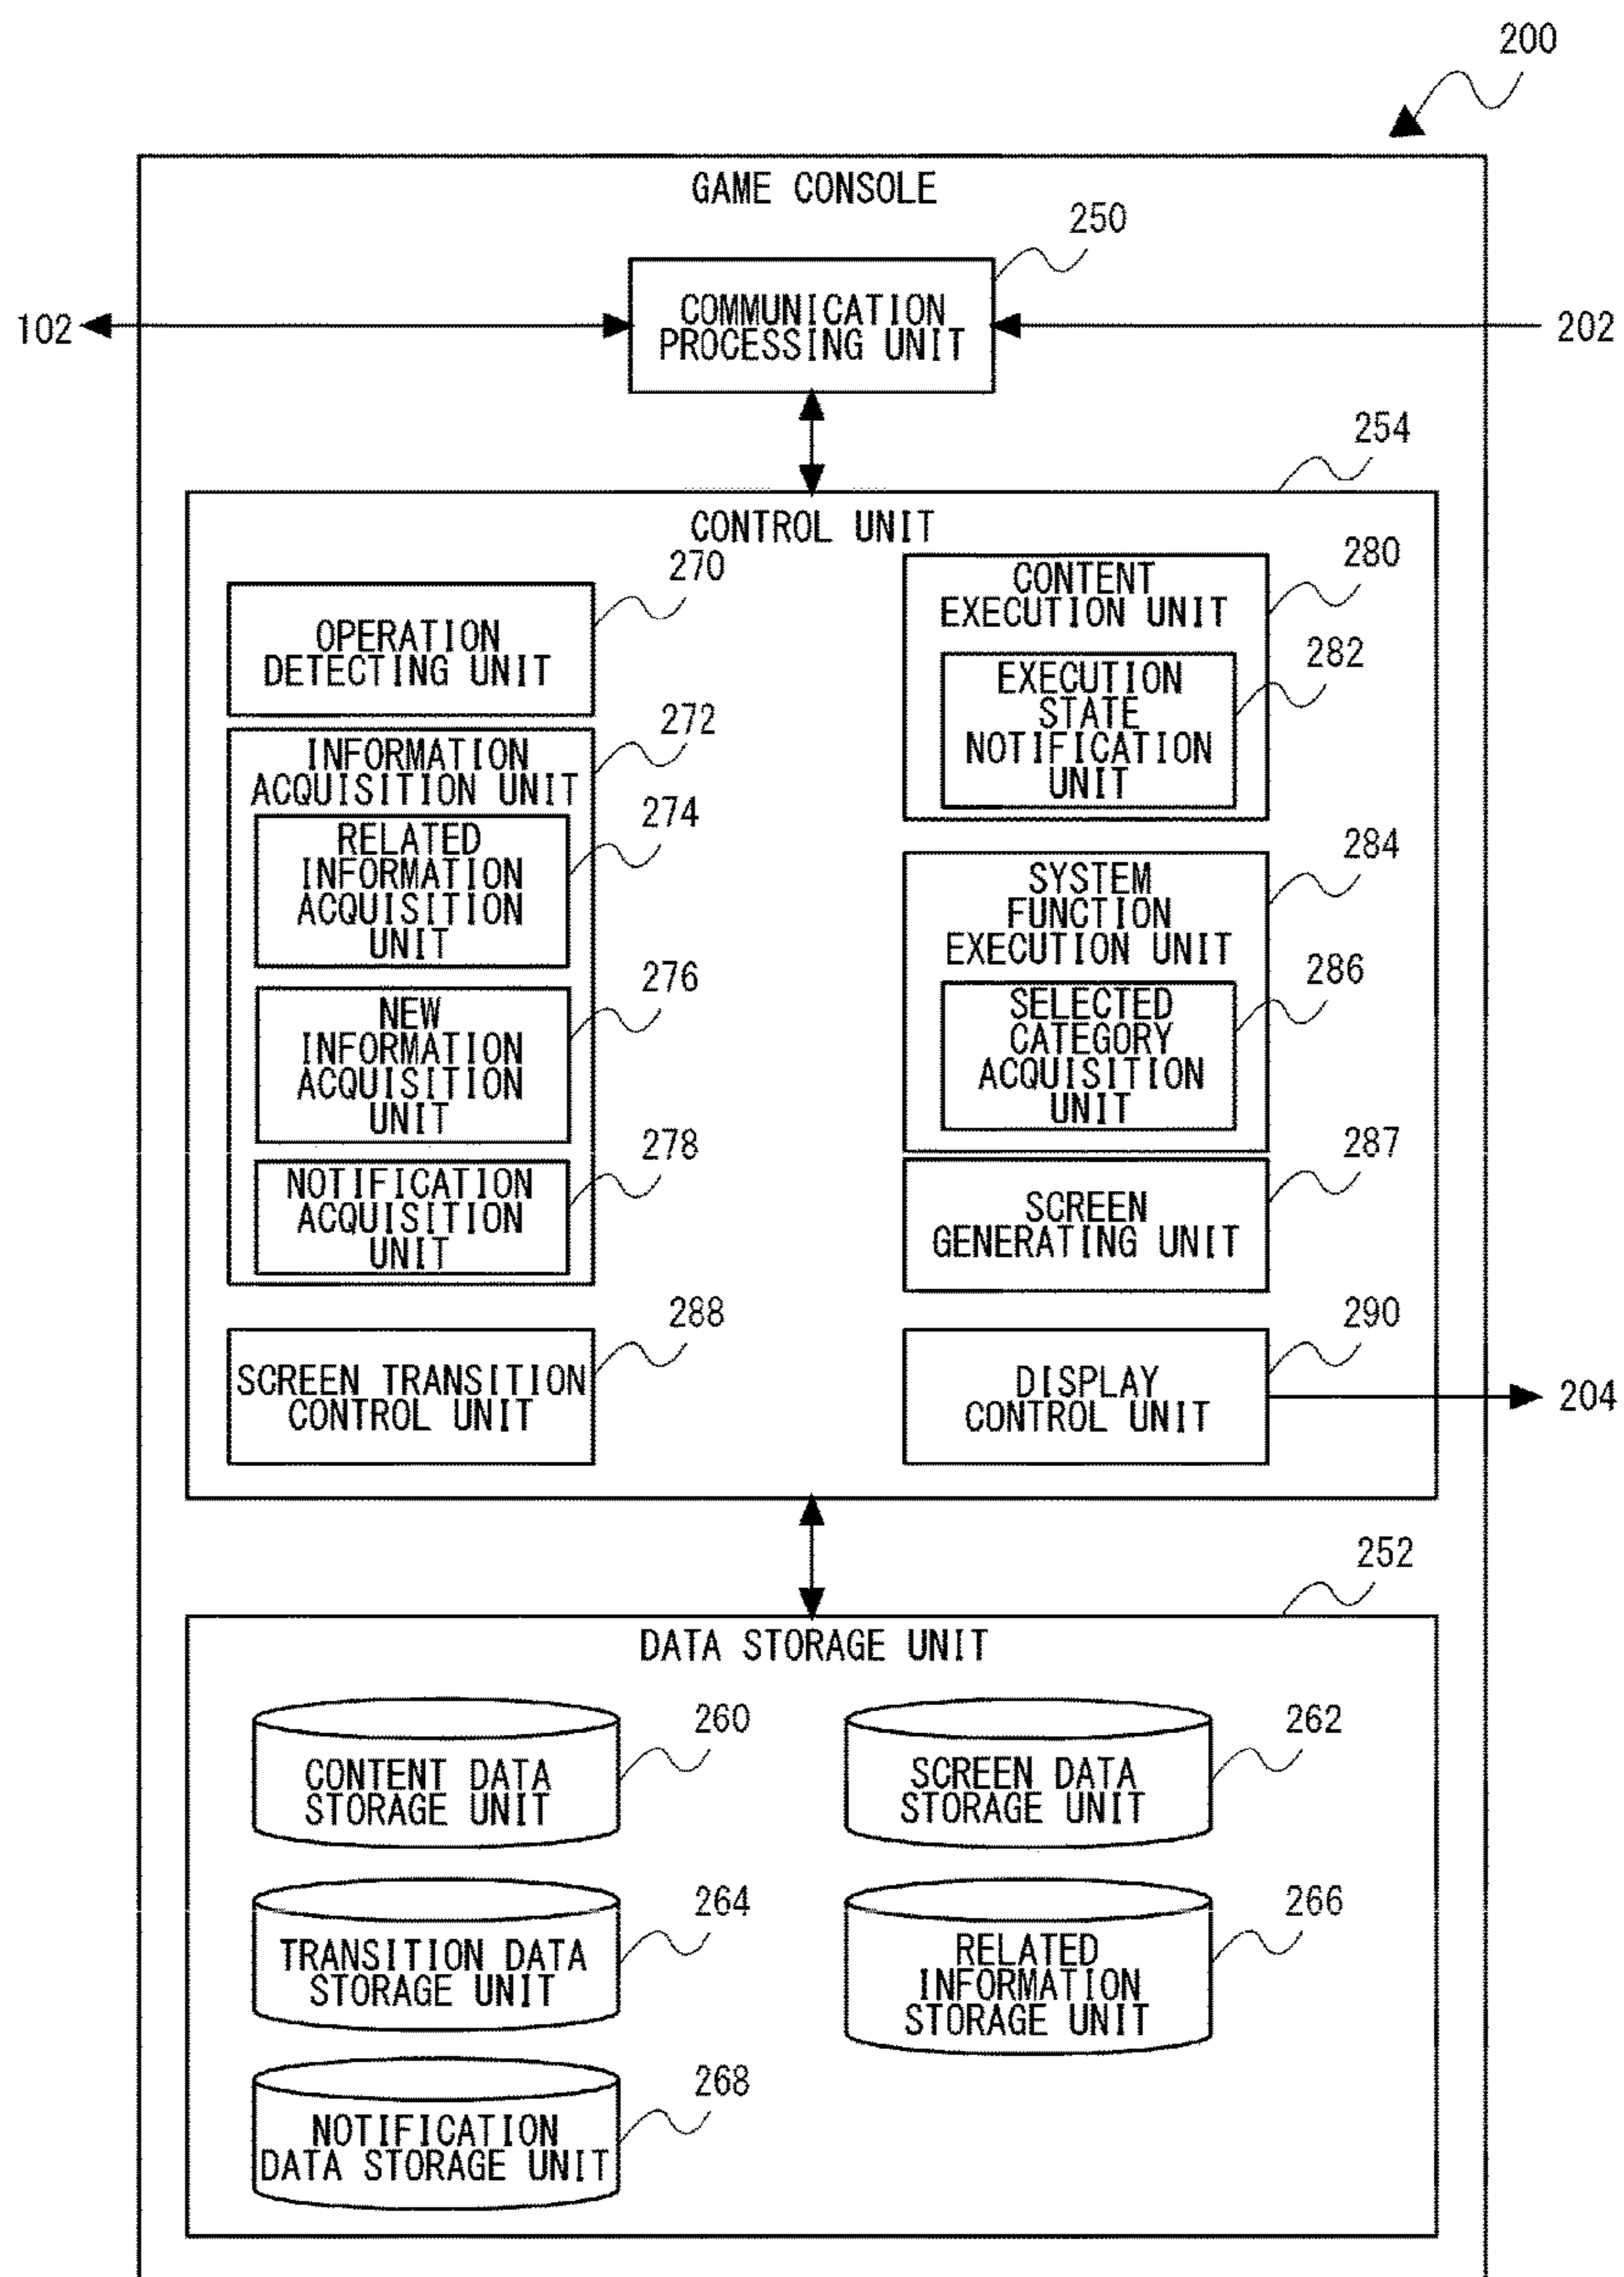 200
GAME CONSOLE
250
COMMUNICATION
PROCESSING UNIT
102
202
254
CONTROL UNIT
270
OPERATION
DETECTING UNIT
272
INFORMATION
ACQUISITION UNIT
274
RELATED
INFORMATION
ACQUISITION
UNIT
276
NEW
INFORMATION
ACQUISITION
UNIT
278
NOTIFICATION
ACQUISITION
UNIT
288
SCREEN TRANSITION
CONTROL UNIT
280
CONTENT
EXECUTION UNIT
282
EXECUTION
STATE
NOTIFICATION
UNIT
284
SYSTEM
FUNCTION
EXECUTION UNIT
286
SELECTED
CATEGORY
ACQUISITION
UNIT
287
SCREEN
GENERATING UNIT
290
DISPLAY
CONTROL UNIT
204
252
DATA STORAGE UNIT
260
CONTENT DATA
STORAGE UNIT
262
SCREEN DATA
STORAGE UNIT
264
TRANSITION DATA
STORAGE UNIT
266
RELATED
INFORMATION
STORAGE UNIT
268
NOTIFICATION
DATA STORAGE UNIT